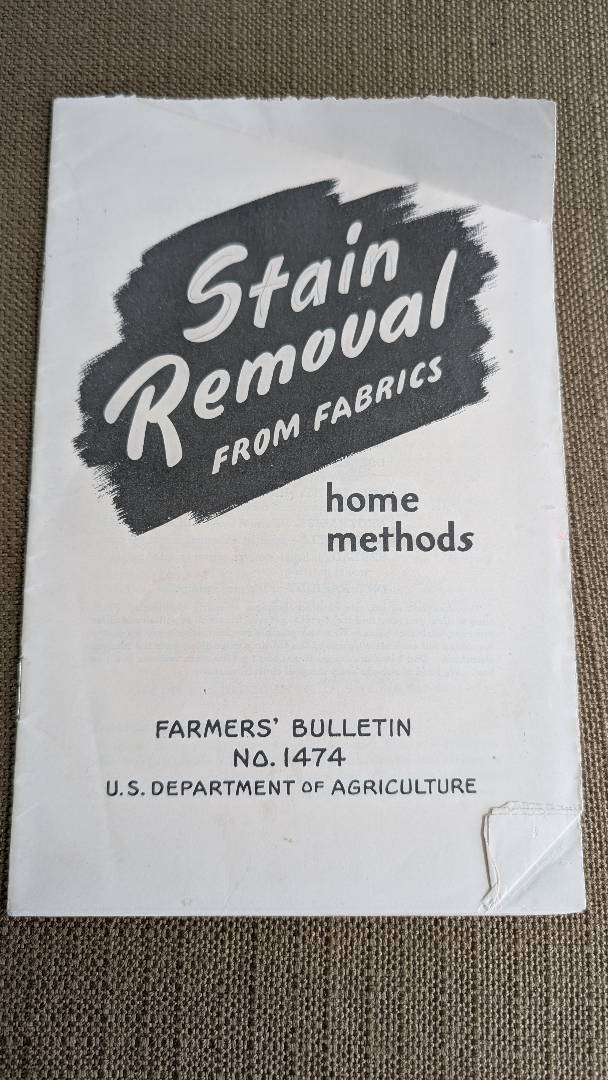 Stain
Removal
FROM FABRICS
home
methods
FARMERS' BULLETIN
NO. 1474
U.S. DEPARTMENT OF AGRICULTURE